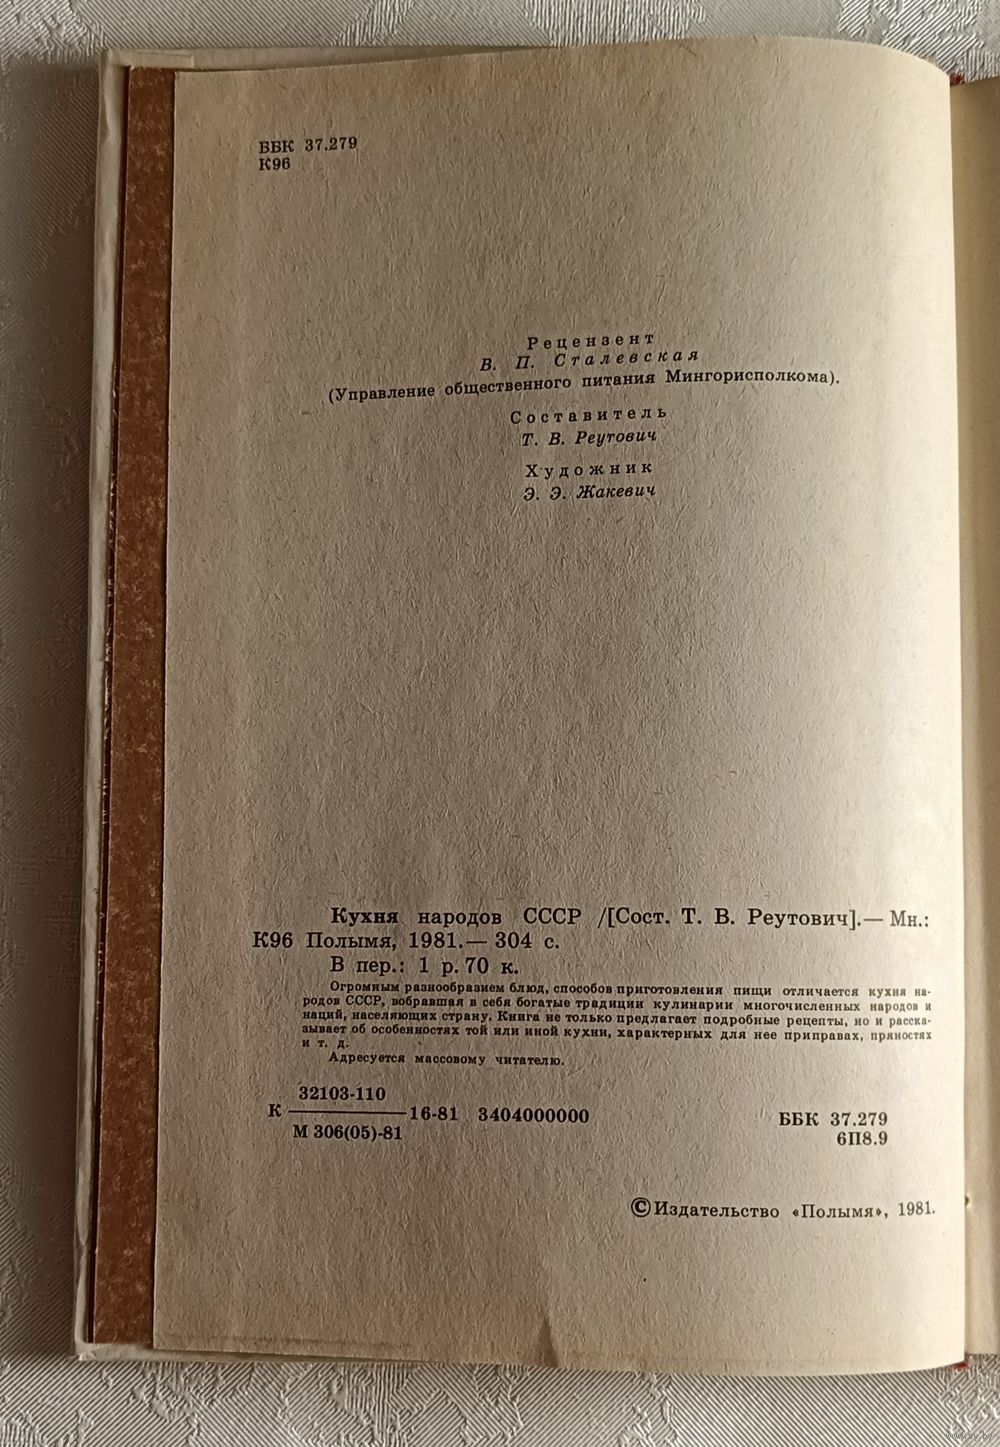 ББК 37.279
К96
Рецензент
В. П. Сталевская
(Управление общественного питания Мингорисполкома).
Составитель
Т. В. Реутович
Художник
Э. Э. Жакевич
Кухня народов СССР /[Сост. Т. В. Реутович].— Мн.:
К96 Полымя, 1981.— 304 с.
В пер.: 1 р. 70 к.
Огромным разнообразием блюд, способов приготовления пищи отличается кухня на-
родов СССР, вобравшая в себя богатые традиции кулинарии многочисленных народов и
наций, населяющих страну. Книга не только предлагает подробные рецепты, но и расска-
зывает об особенностях той или иной кухни, характерных для нее приправах, пряностях
и т. д.
Адресуется массовому читателю.
32103-110
К 16-81 3404000000
М 306(05)-81
ББК 37.279
6П8.9
© Издательство «Полымя», 1981.